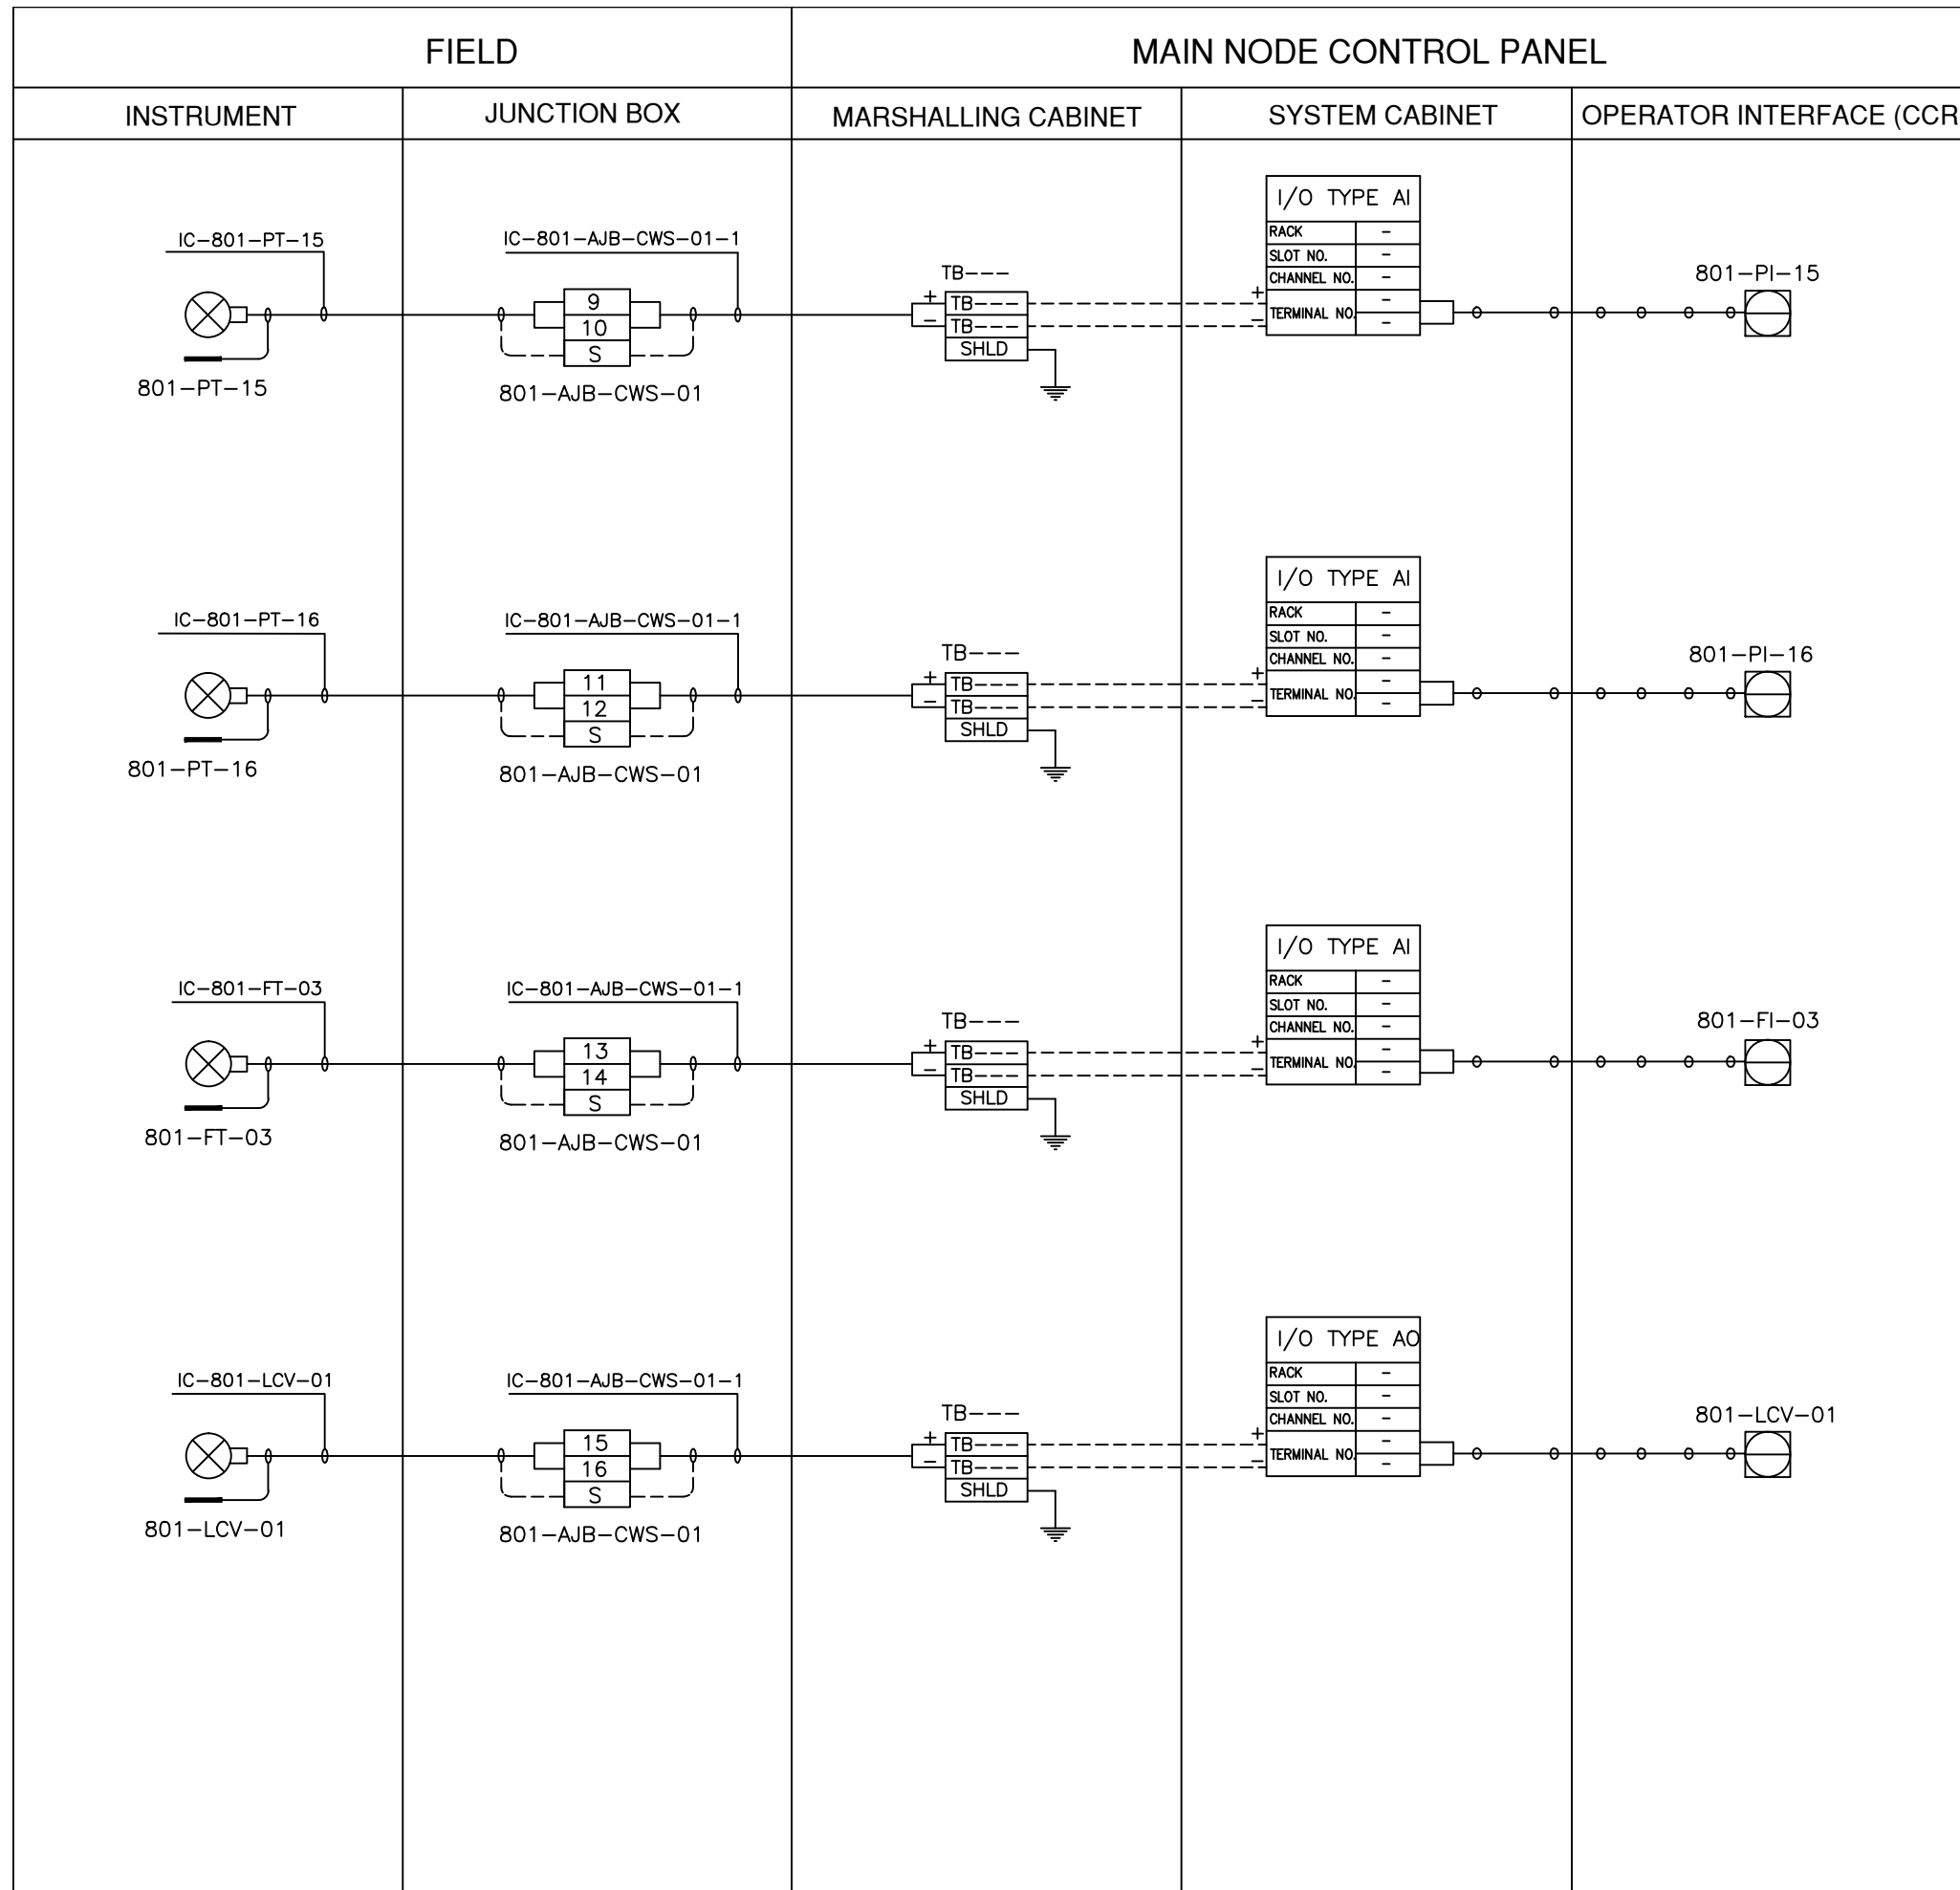 FIELD
MAIN NODE CONTROL PANEL
INSTRUMENT
JUNCTION BOX
MARSHALLING CABINET
SYSTEM CABINET
OPERATOR INTERFACE (CCR
IC-801-PT-15
801-PT-15
IC-801-AJB-CWS-01-1
9
10
S
801-AJB-CWS-01
TB---
+ TB----
- TB----
SHLD
I/O TYPE AI
RACK -
SLOT NO. -
CHANNEL NO. -
+
-
TERMINAL NO. -
-
801-PI-15
IC-801-PT-16
801-PT-16
IC-801-AJB-CWS-01-1
11
12
S
801-AJB-CWS-01
TB---
+ TB----
- TB----
SHLD
I/O TYPE AI
RACK -
SLOT NO. -
CHANNEL NO. -
+
-
TERMINAL NO. -
-
801-PI-16
IC-801-FT-03
801-FT-03
IC-801-AJB-CWS-01-1
13
14
S
801-AJB-CWS-01
TB---
+ TB----
- TB----
SHLD
I/O TYPE AI
RACK -
SLOT NO. -
CHANNEL NO. -
+
-
TERMINAL NO. -
-
801-FI-03
IC-801-LCV-01
801-LCV-01
IC-801-AJB-CWS-01-1
15
16
S
801-AJB-CWS-01
TB---
+ TB----
- TB----
SHLD
I/O TYPE AO
RACK -
SLOT NO. -
CHANNEL NO. -
+
-
TERMINAL NO. -
-
801-LCV-01